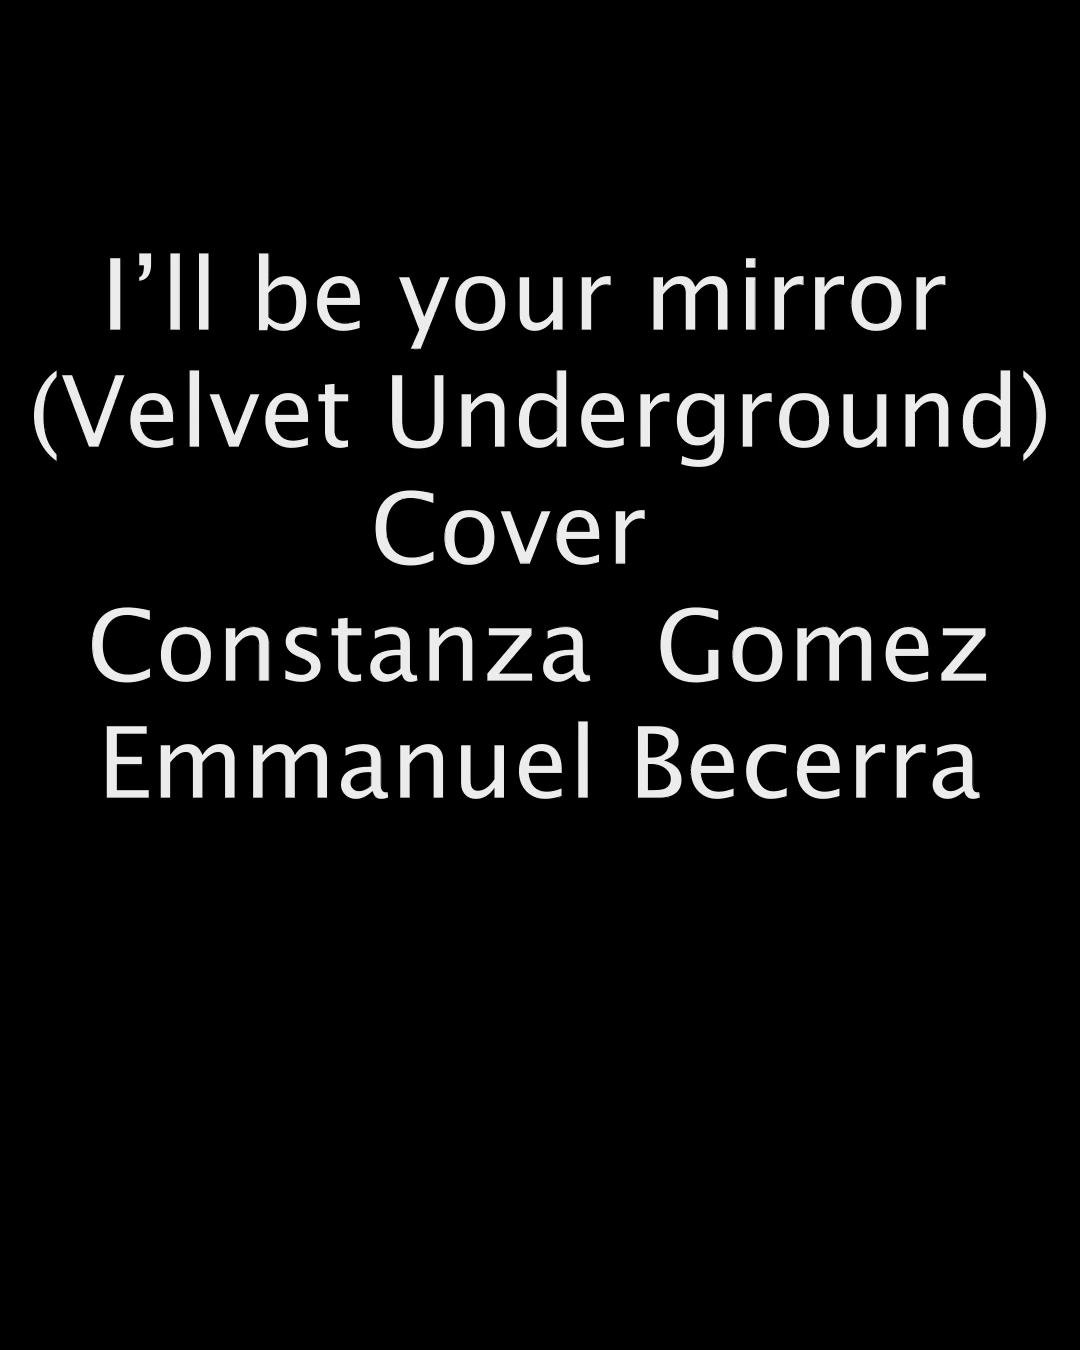 I’ll be your mirror
(Velvet Underground)
Cover
Constanza  Gomez
Emmanuel Becerra